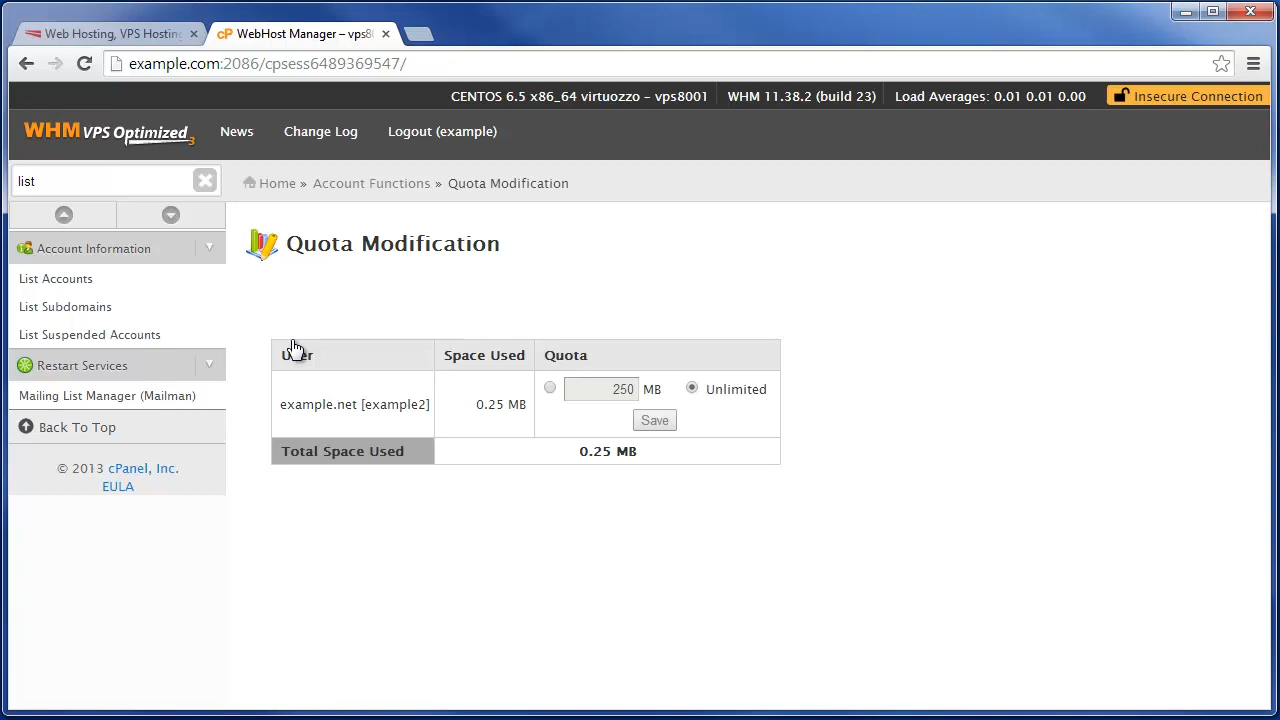 Web Hosting, VPS Hosting
WebHost Manager – vps8
example.com:2086/cpsess6489369547/
CENTOS 6.5 x86_64 virtuozzo – vps8001
WHM 11.38.2 (build 23)
Load Averages: 0.01 0.01 0.00
Insecure Connection
WHM VPS Optimized 3
News
Change Log
Logout (example)
list
Home » Account Functions » Quota Modification
Account Information
List Accounts
List Subdomains
List Suspended Accounts
Restart Services
Mailing List Manager (Mailman)
Back To Top
© 2013 cPanel, Inc.
EULA
Quota Modification
User
Space Used
Quota
example.net [example2]
0.25 MB
250 MB
Unlimited
Save
Total Space Used
0.25 MB